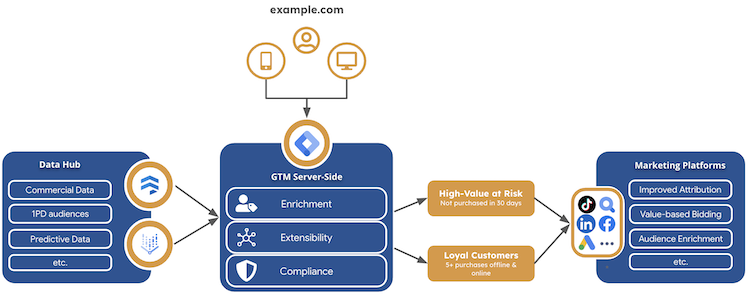 example.com
Data Hub
Commercial Data
1PD audiences
Predictive Data
etc.
GTM Server-Side
Enrichment
Extensibility
Compliance
High-Value at Risk
Not purchased in 30 days
Loyal Customers
5+ purchases offline &
online
Marketing Platforms
Improved Attribution
Value-based Bidding
Audience Enrichment
etc.